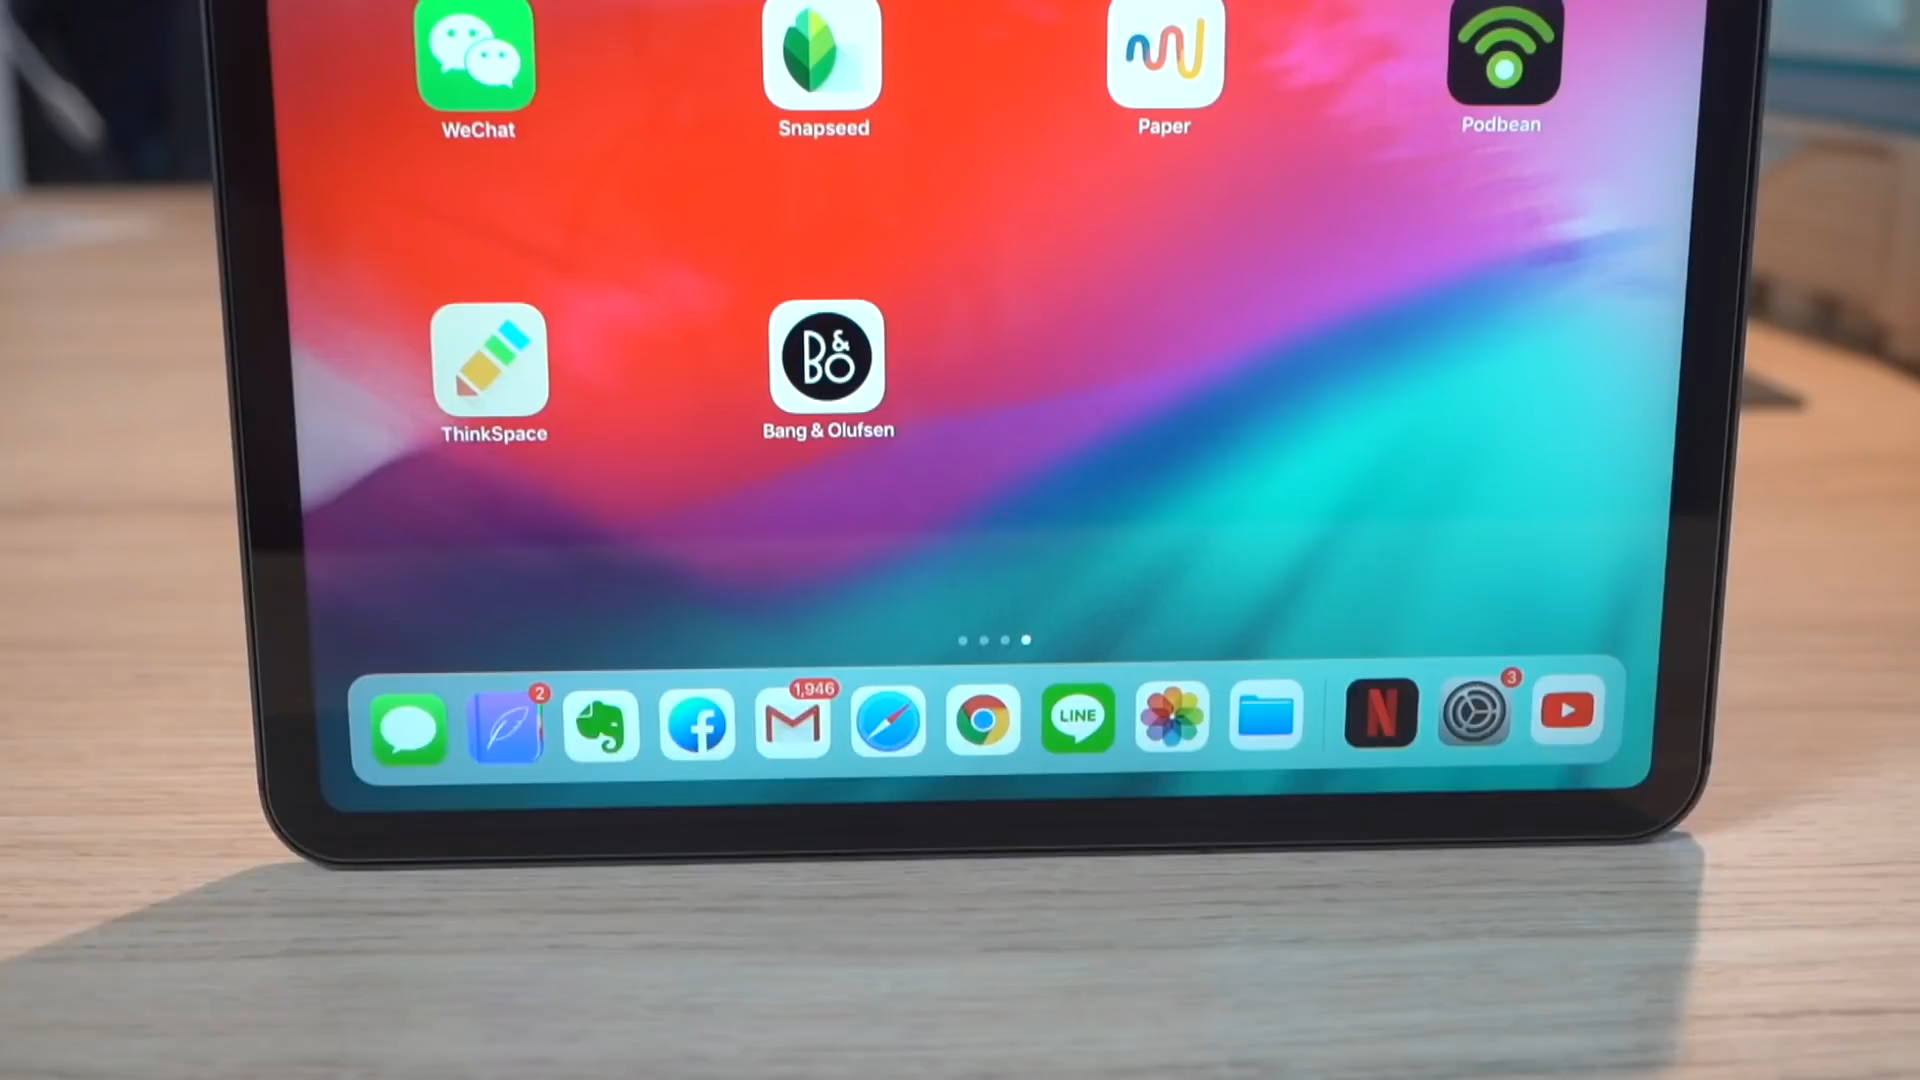 WeChat
Snapseed
Paper
Podbean
ThinkSpace
B&O
Bang & Olufsen
2
1,946
LINE
N
3